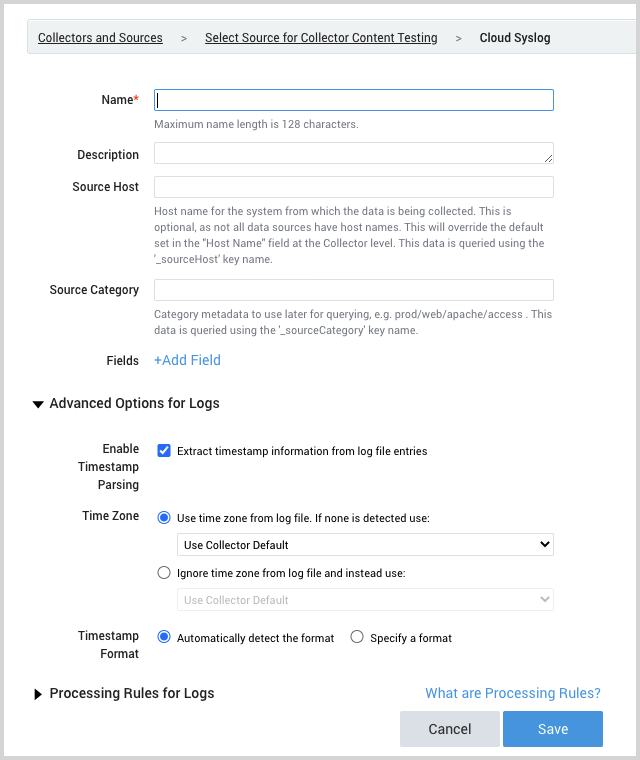 Collectors and Sources > Select Source for Collector Content Testing > Cloud Syslog
Name*
Maximum name length is 128 characters.
Description
Source Host
Host name for the system from which the data is being collected. This is
optional, as not all data sources have host names. This will override the default
set in the "Host Name" field at the Collector level. This data is queried using the
'_sourceHost' key name.
Source Category
Category metadata to use later for querying, e.g. prod/web/apache/access . This
data is queried using the '_sourceCategory' key name.
Fields +Add Field
Advanced Options for Logs
Enable
Timestamp
Parsing
Extract timestamp information from log file entries
Time Zone
Use time zone from log file. If none is detected use:
Use Collector Default
Ignore time zone from log file and instead use:
Use Collector Default
Timestamp
Format
Automatically detect the format Specify a format
Processing Rules for Logs What are Processing Rules?
Cancel Save